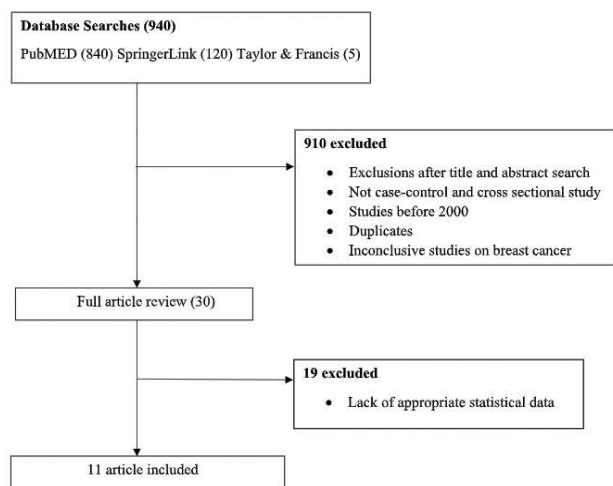 Database Searches (940)
PubMED (840) SpringerLink (120) Taylor & Francis (5)
910 excluded
• Exclusions after title and abstract search
• Not case-control and cross sectional study
• Studies before 2000
• Duplicates
• Inconclusive studies on breast cancer
Full article review (30)
19 excluded
• Lack of appropriate statistical data
11 article included